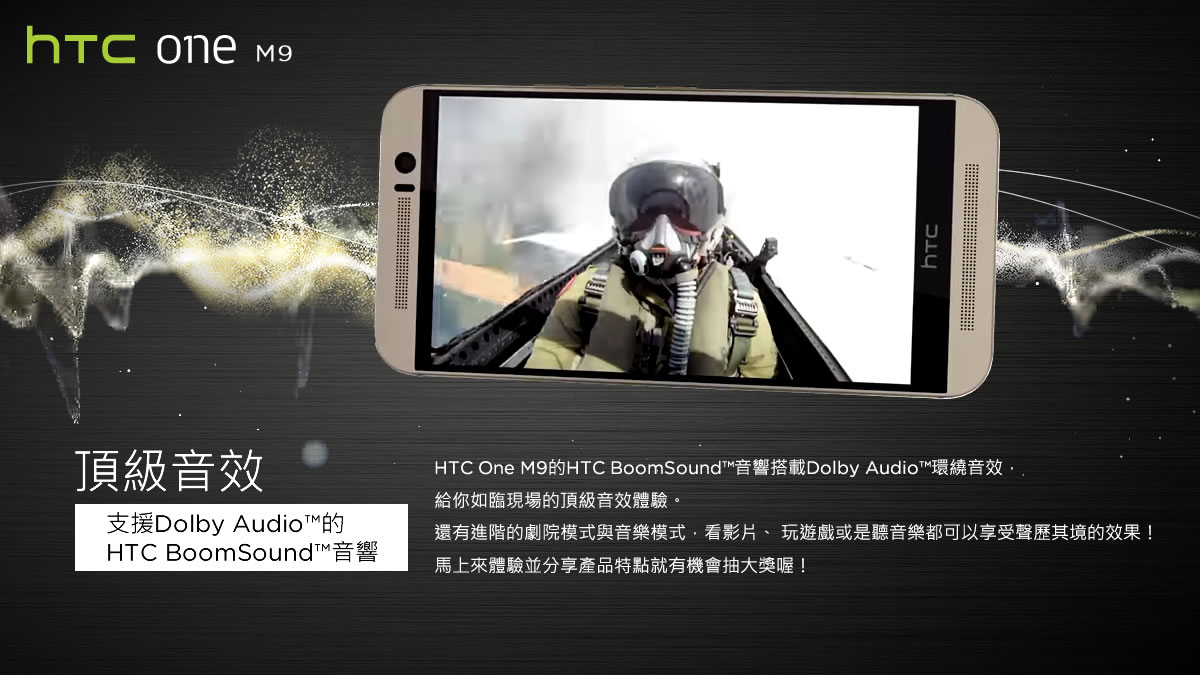 hTC one M9
hTC
頂級音效
支援Dolby Audio™的
HTC BoomSound™音響
HTC One M9的HTC BoomSound™音響搭載Dolby Audio™環繞音效，
給你如臨現場的頂級音效體驗。
還有進階的劇院模式與音樂模式，看影片、玩遊戲或是聽音樂都可以享受聲歷其境的效果！
馬上來體驗並分享產品特點就有機會抽大獎喔！